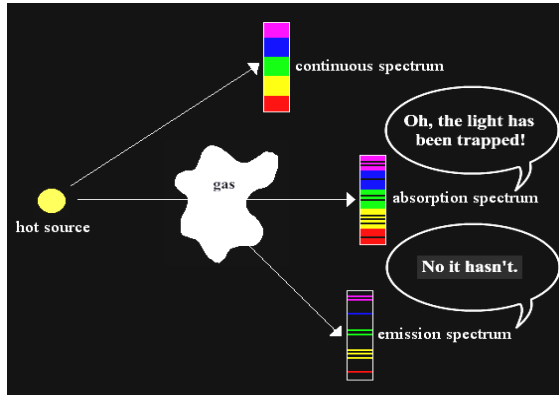 continuous spectrum
Oh, the light has
been trapped!
gas
absorption spectrum
hot source
No it hasn't.
emission spectrum